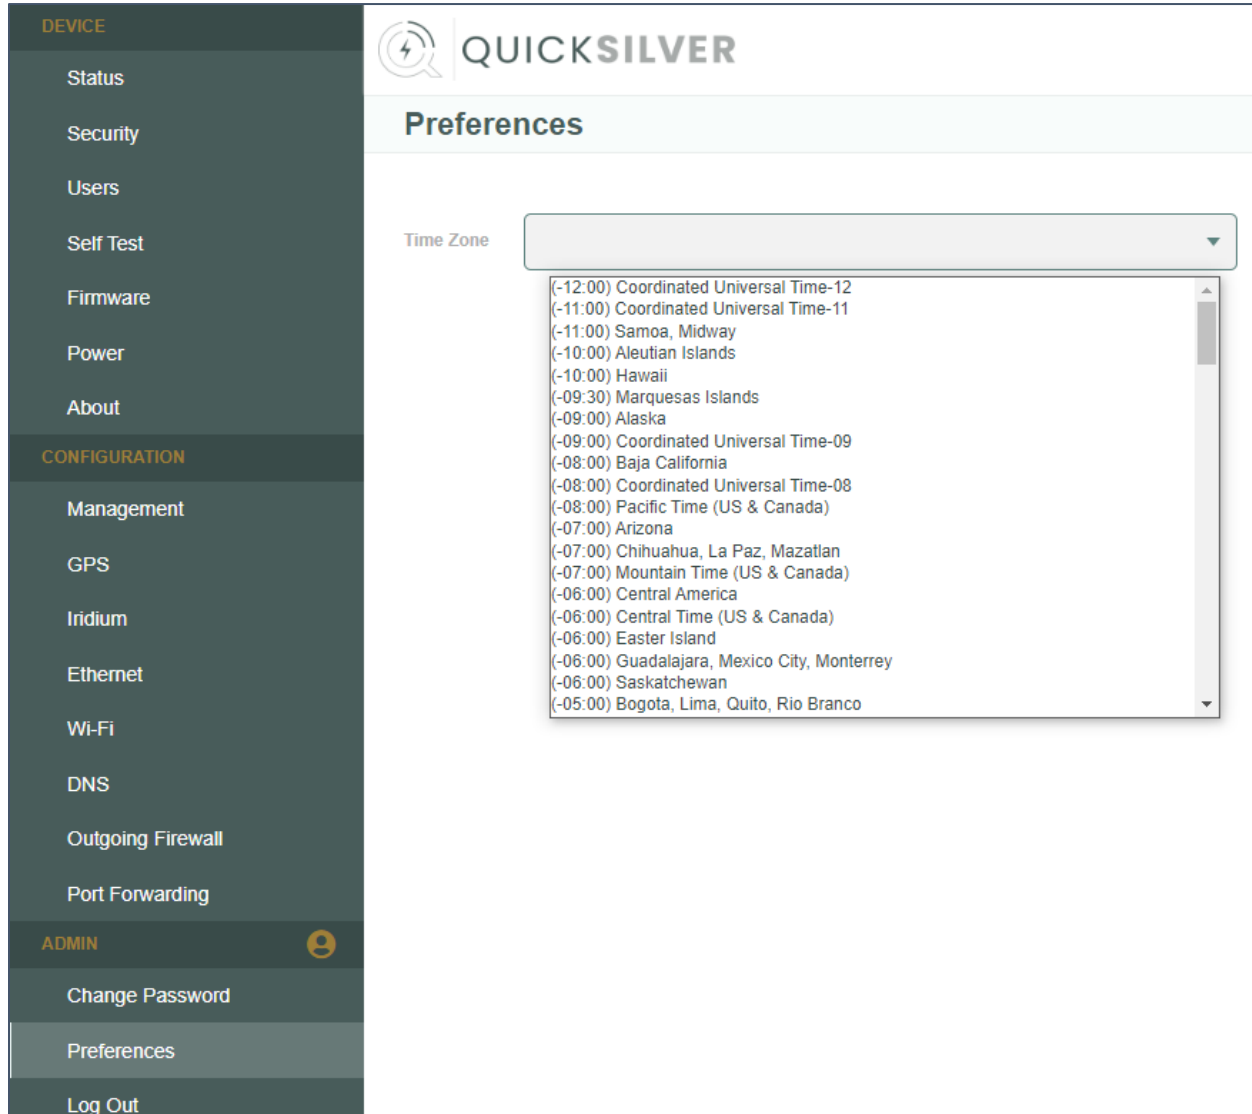 DEVICE
Status
Security
Users
Self Test
Firmware
Power
About
CONFIGURATION
Management
GPS
Iridium
Ethernet
Wi-Fi
DNS
Outgoing Firewall
Port Forwarding
ADMIN
Change Password
Preferences
Log Out
QUICKSILVER
Preferences
Time Zone
(-12:00) Coordinated Universal Time-12
(-11:00) Coordinated Universal Time-11
(-11:00) Samoa, Midway
(-10:00) Aleutian Islands
(-10:00) Hawaii
(-09:30) Marquesas Islands
(-09:00) Alaska
(-09:00) Coordinated Universal Time-09
(-08:00) Baja California
(-08:00) Coordinated Universal Time-08
(-08:00) Pacific Time (US & Canada)
(-07:00) Arizona
(-07:00) Chihuahua, La Paz, Mazatlan
(-07:00) Mountain Time (US & Canada)
(-06:00) Central America
(-06:00) Central Time (US & Canada)
(-06:00) Easter Island
(-06:00) Guadalajara, Mexico City, Monterrey
(-06:00) Saskatchewan
(-05:00) Bogota, Lima, Quito, Rio Branco